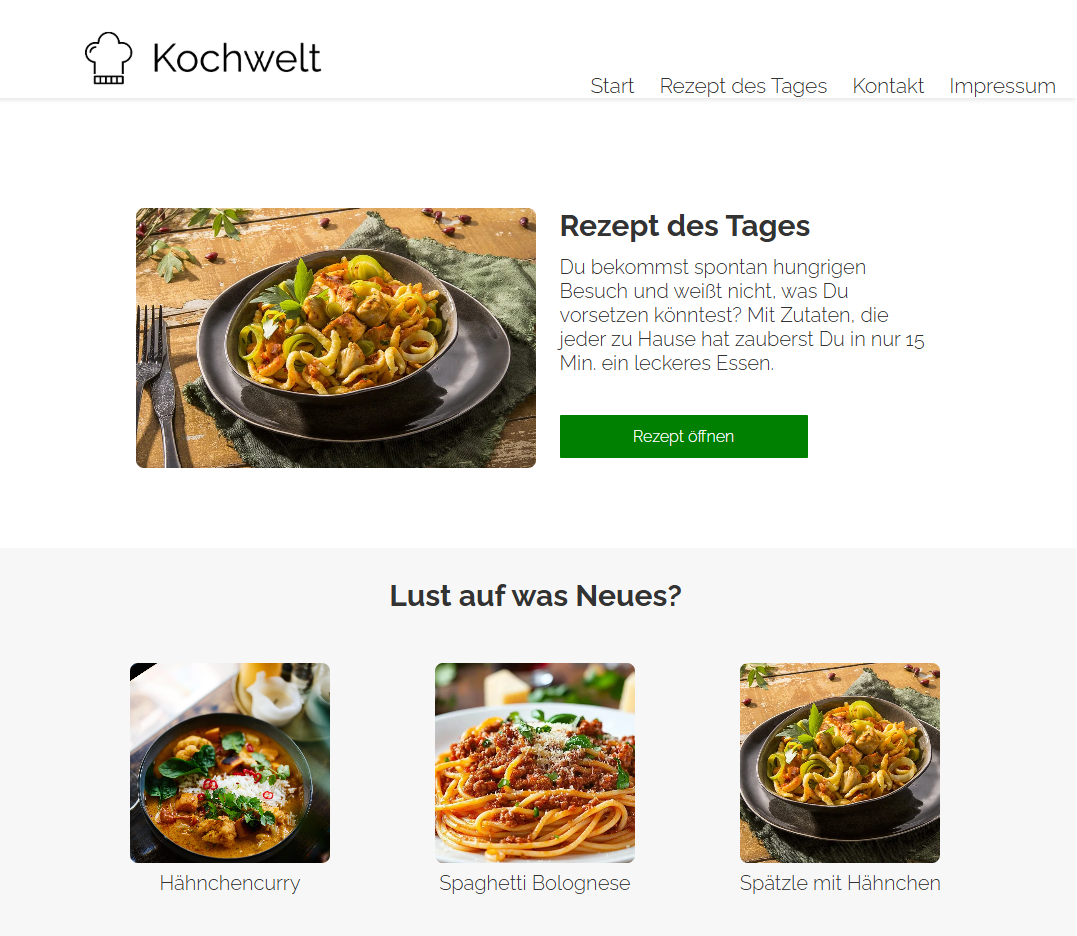 Kochwelt
Start Rezept des Tages Kontakt Impressum
Rezept des Tages
Du bekommst spontan hungrigen
Besuch und weißt nicht, was Du
vorsetzen könntest? Mit Zutaten, die
jeder zu Hause hat zauberst Du in nur 15
Min. ein leckeres Essen.
Rezept öffnen
Lust auf was Neues?
Hähnchencurry
Spaghetti Bolognese
Spätzle mit Hähnchen